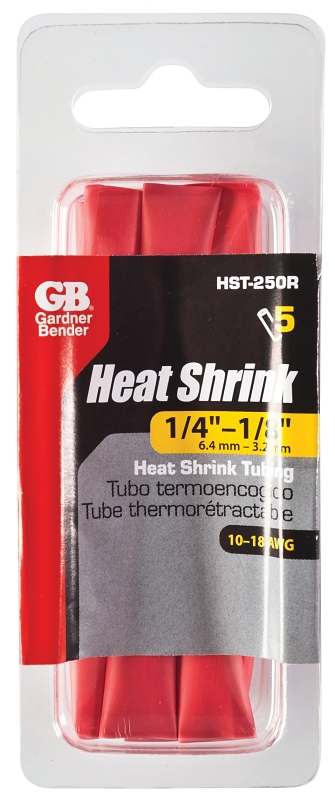 HST-250R
GB®
Gardner
Bender
5
Heat Shrink
1/4"–1/8"
6.4 mm – 3.2 mm
Heat Shrink Tubing
Tubo termoencogido
Tube thermorétractable
10–18 AWG